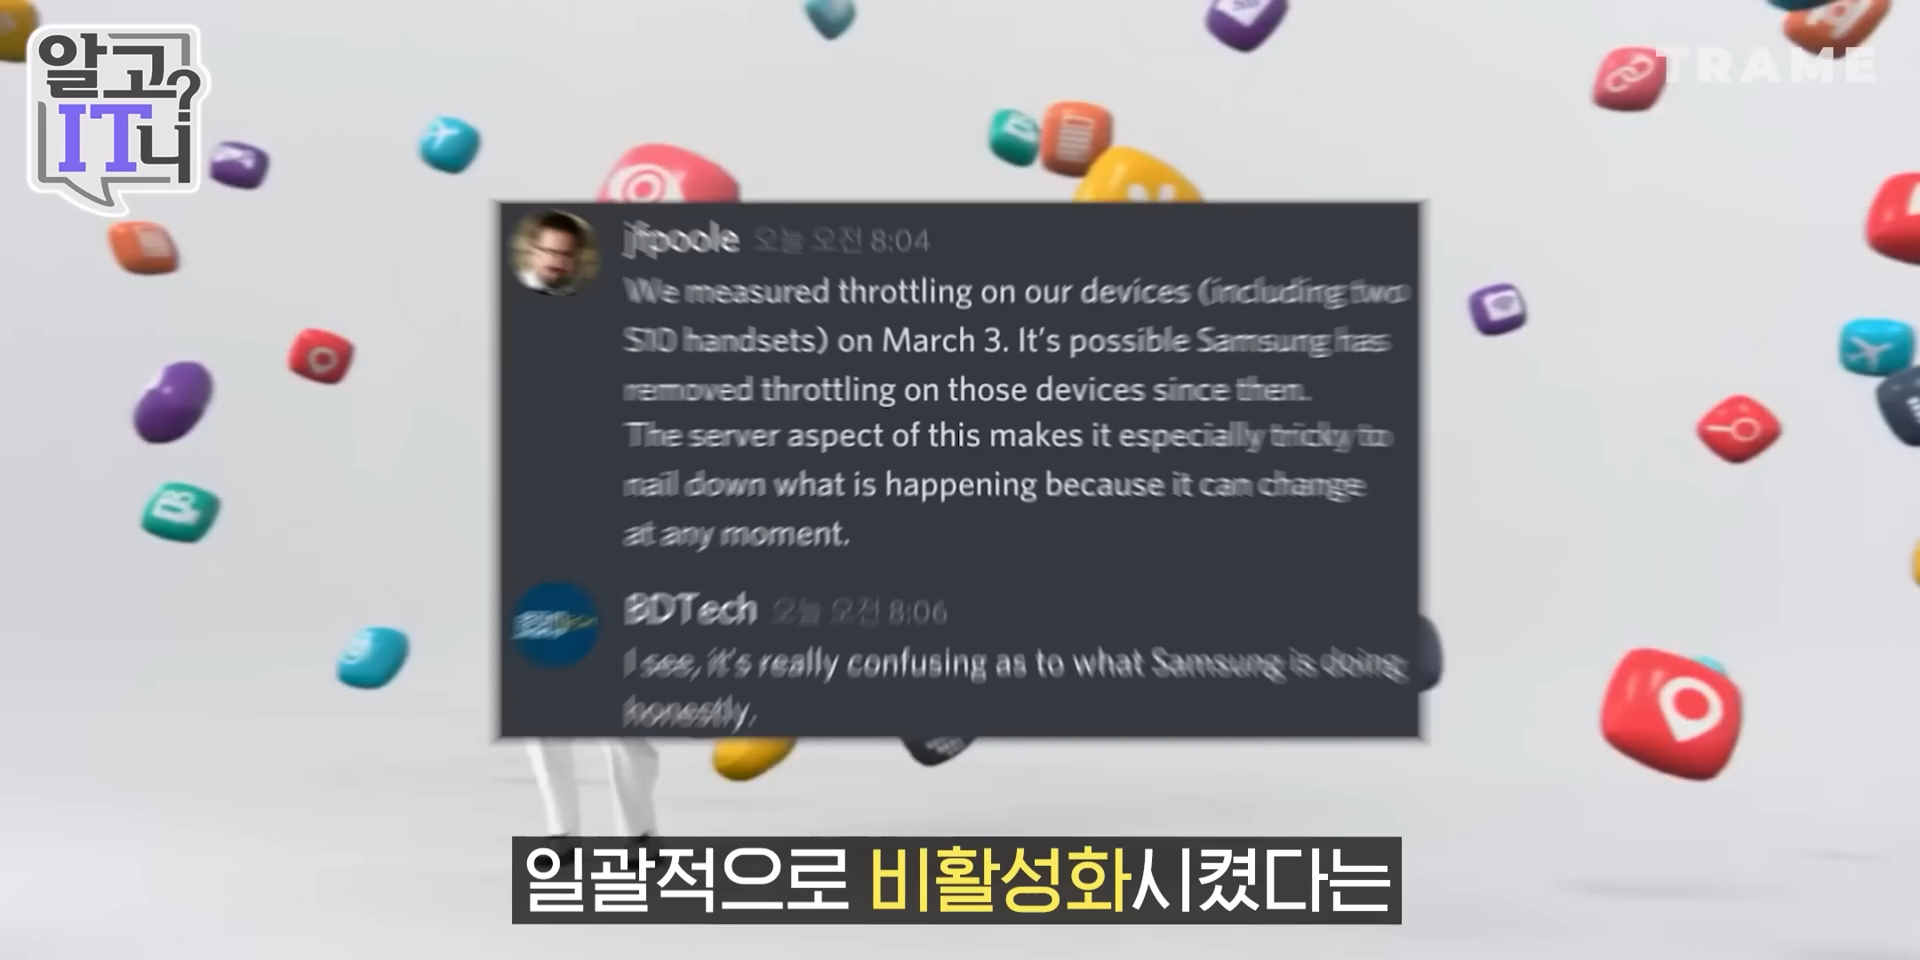 알고?
IT니
TRAME
jfpoole 오늘 오전 8:04
We measured throttling on our devices (including two
S10 handsets) on March 3. It's possible Samsung has
removed throttling on those devices since then.
The server aspect of this makes it especially tricky to
nail down what is happening because it can change
at any moment.
BDTech 오늘 오전 8:06
I see, it's really confusing as to what Samsung is doing
honestly,
일괄적으로 비활성화시켰다는